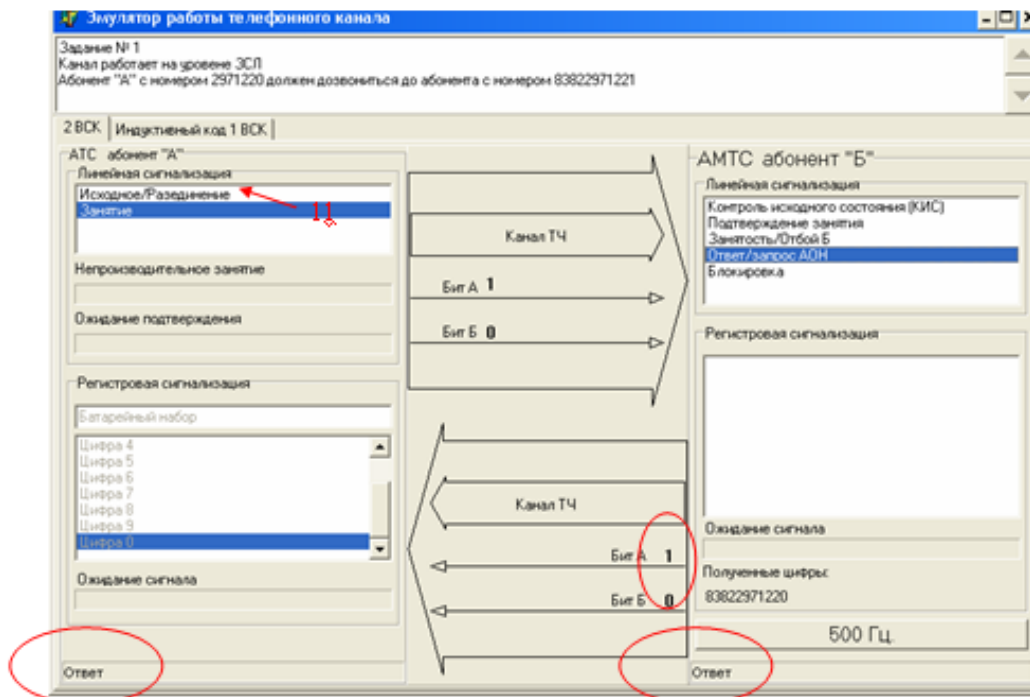 Эмулятор работы телефонного канала
Задание № 1
Канал работает на уровене ЗСЛ
Абонент "А" с номером 2971220 должен дозвониться до абонента с номером 83822971221
2 ВСК
Индуктивный код 1 ВСК
АТС абонент "А"
Линейная сигнализация
Исходное/Разединение
Занятие
11
Непроизводительное занятие
Ожидание подтверждения
Регистровая сигнализация
Батарейный набор
Цифра 4
Цифра 5
Цифра 6
Цифра 7
Цифра 8
Цифра 9
Цифра 0
Ожидание сигнала
Ответ
Канал ТЧ
Бит А 1
Бит Б 0
Канал ТЧ
Бит А 1
Бит Б 0
АМТС абонент "Б"
Линейная сигнализация
Контроль исходного состояния (КИС)
Подтверждение занятия
Занятость/Отбой Б
Ответ/запрос АОН
Блокировка
Регистровая сигнализация
Ожидание сигнала
Полученные цифры:
83822971220
500 Гц.
Ответ